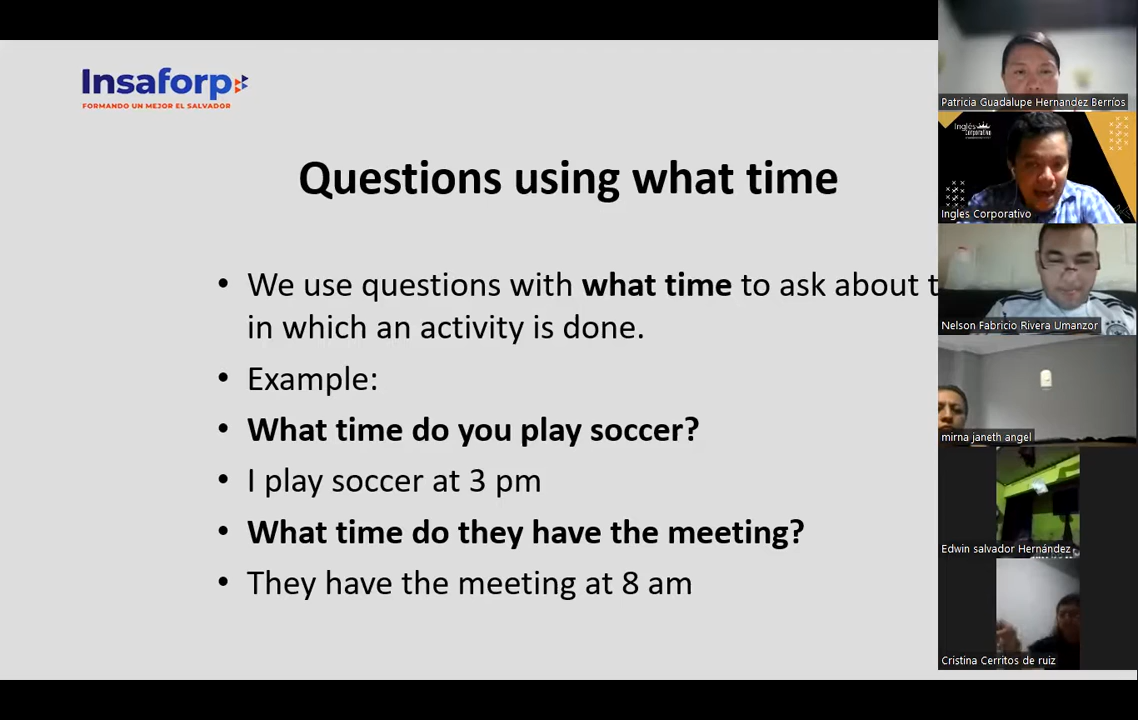 Insaforp
FORMANDO UN MEJOR EL SALVADOR
Questions using what time
• We use questions with what time to ask about t
in which an activity is done.
• Example:
• What time do you play soccer?
• I play soccer at 3 pm
• What time do they have the meeting?
• They have the meeting at 8 am
Patricia Guadalupe Hernandez Berríos
Inglés
Corporativo
Ingles Corporativo
Nelson Fabricio Rivera Umanzor
mirna janeth angel
Edwin salvador Hernández
Cristina Cerritos de ruiz